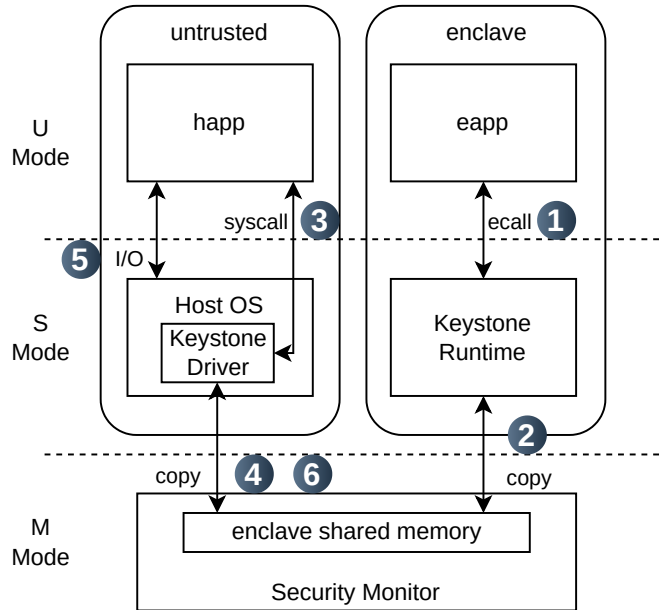 untrusted
enclave
U
Mode
happ
eapp
syscall
3
ecall
1
5
I/O
S
Mode
Host OS
Keystone
Driver
Keystone
Runtime
2
copy
4
6
copy
M
Mode
enclave shared memory
Security Monitor